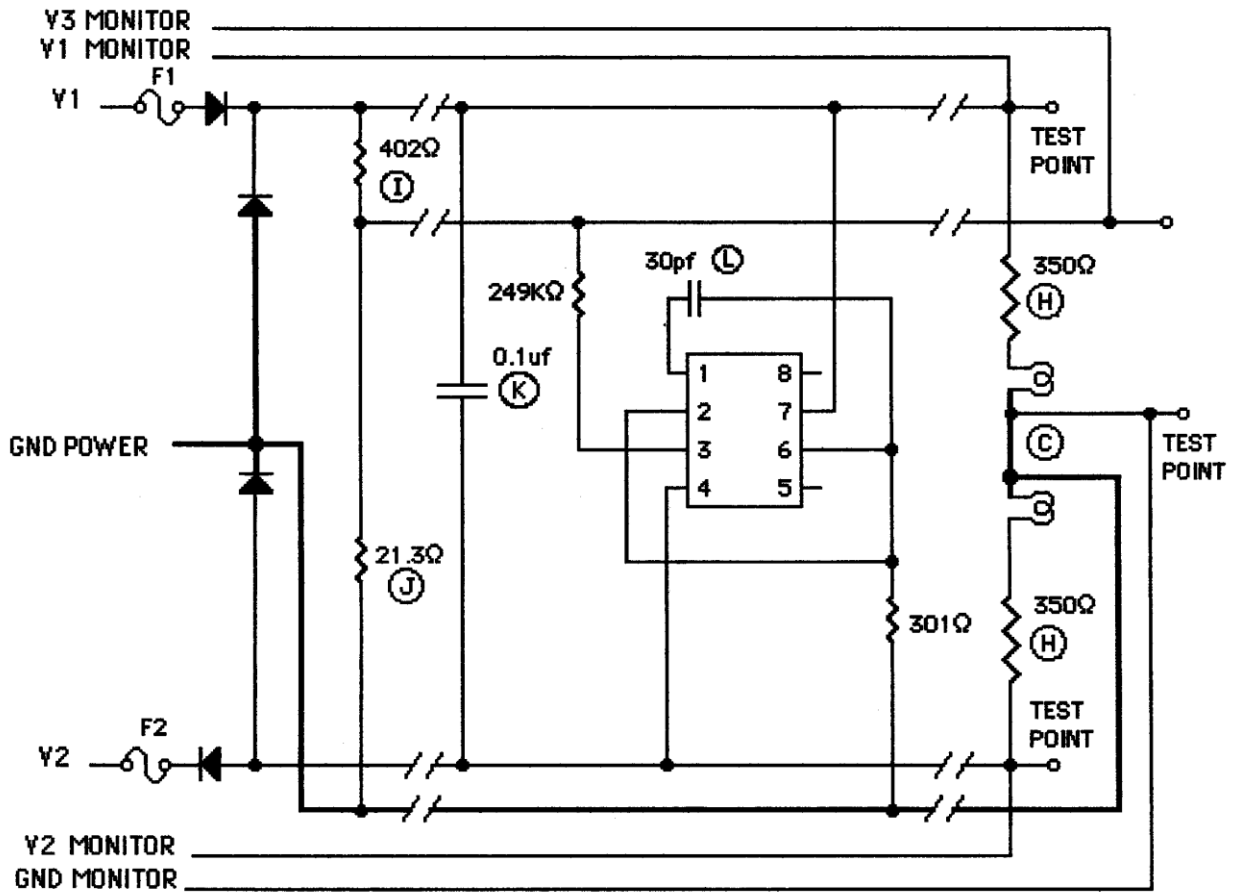 V3 MONITOR
V1 MONITOR
F1
V1
TEST
POINT
402Ω
I
30pf L
350Ω
H
249KΩ
0.1uf
K
1 8
2 7
3 6
4 5
GND POWER
C
TEST
POINT
21.3Ω
J
301Ω
350Ω
H
F2
TEST
POINT
V2
V2 MONITOR
GND MONITOR